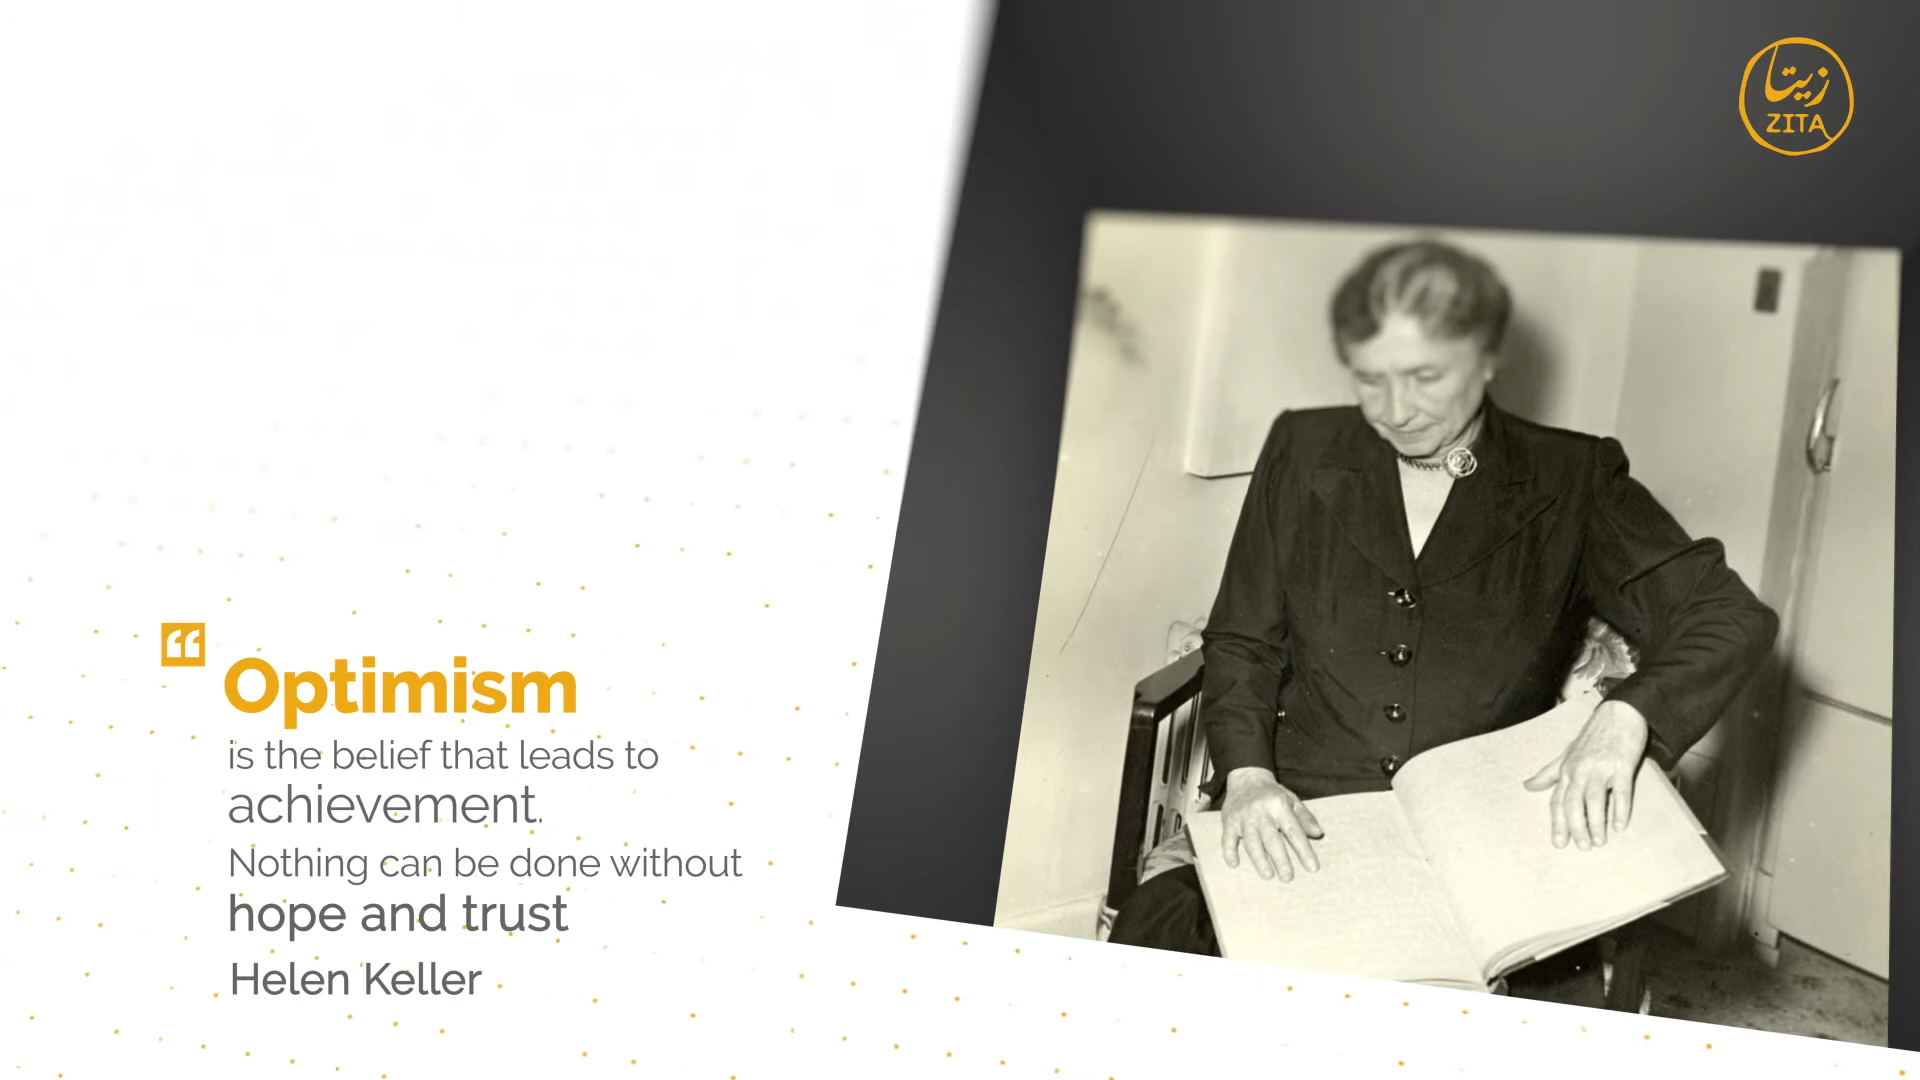 زيتا
ZITA
Optimism
is the belief that leads to
achievement.
Nothing can be done without
hope and trust
Helen Keller